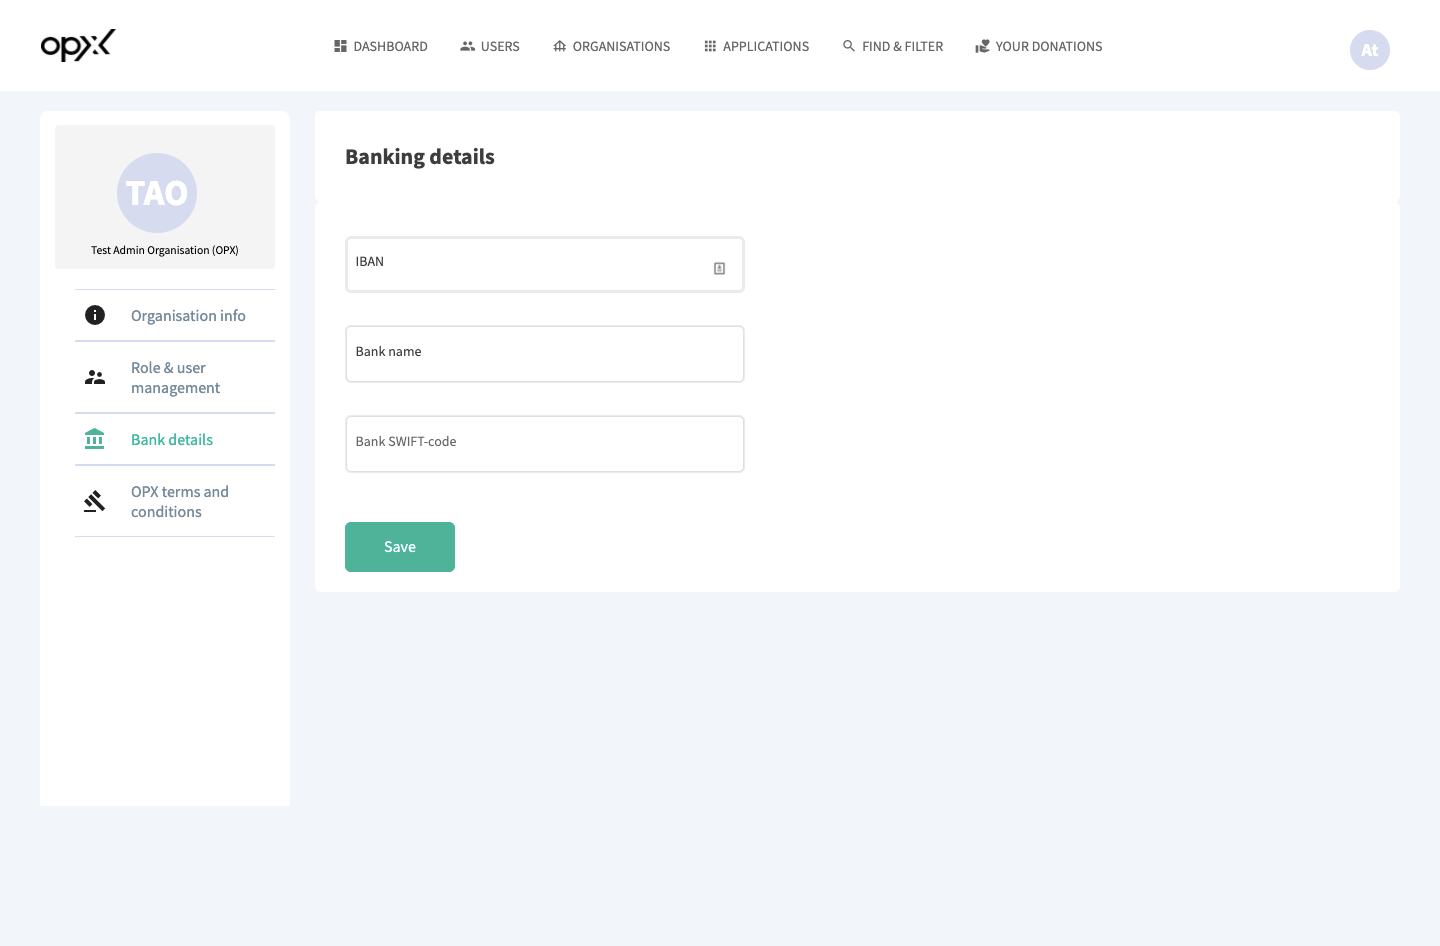 opx
DASHBOARD
USERS
ORGANISATIONS
APPLICATIONS
FIND & FILTER
YOUR DONATIONS
At
TAO
Test Admin Organisation (OPX)
Organisation info
Role & user
management
Bank details
OPX terms and
conditions
Banking details
IBAN
Bank name
Bank SWIFT-code
Save